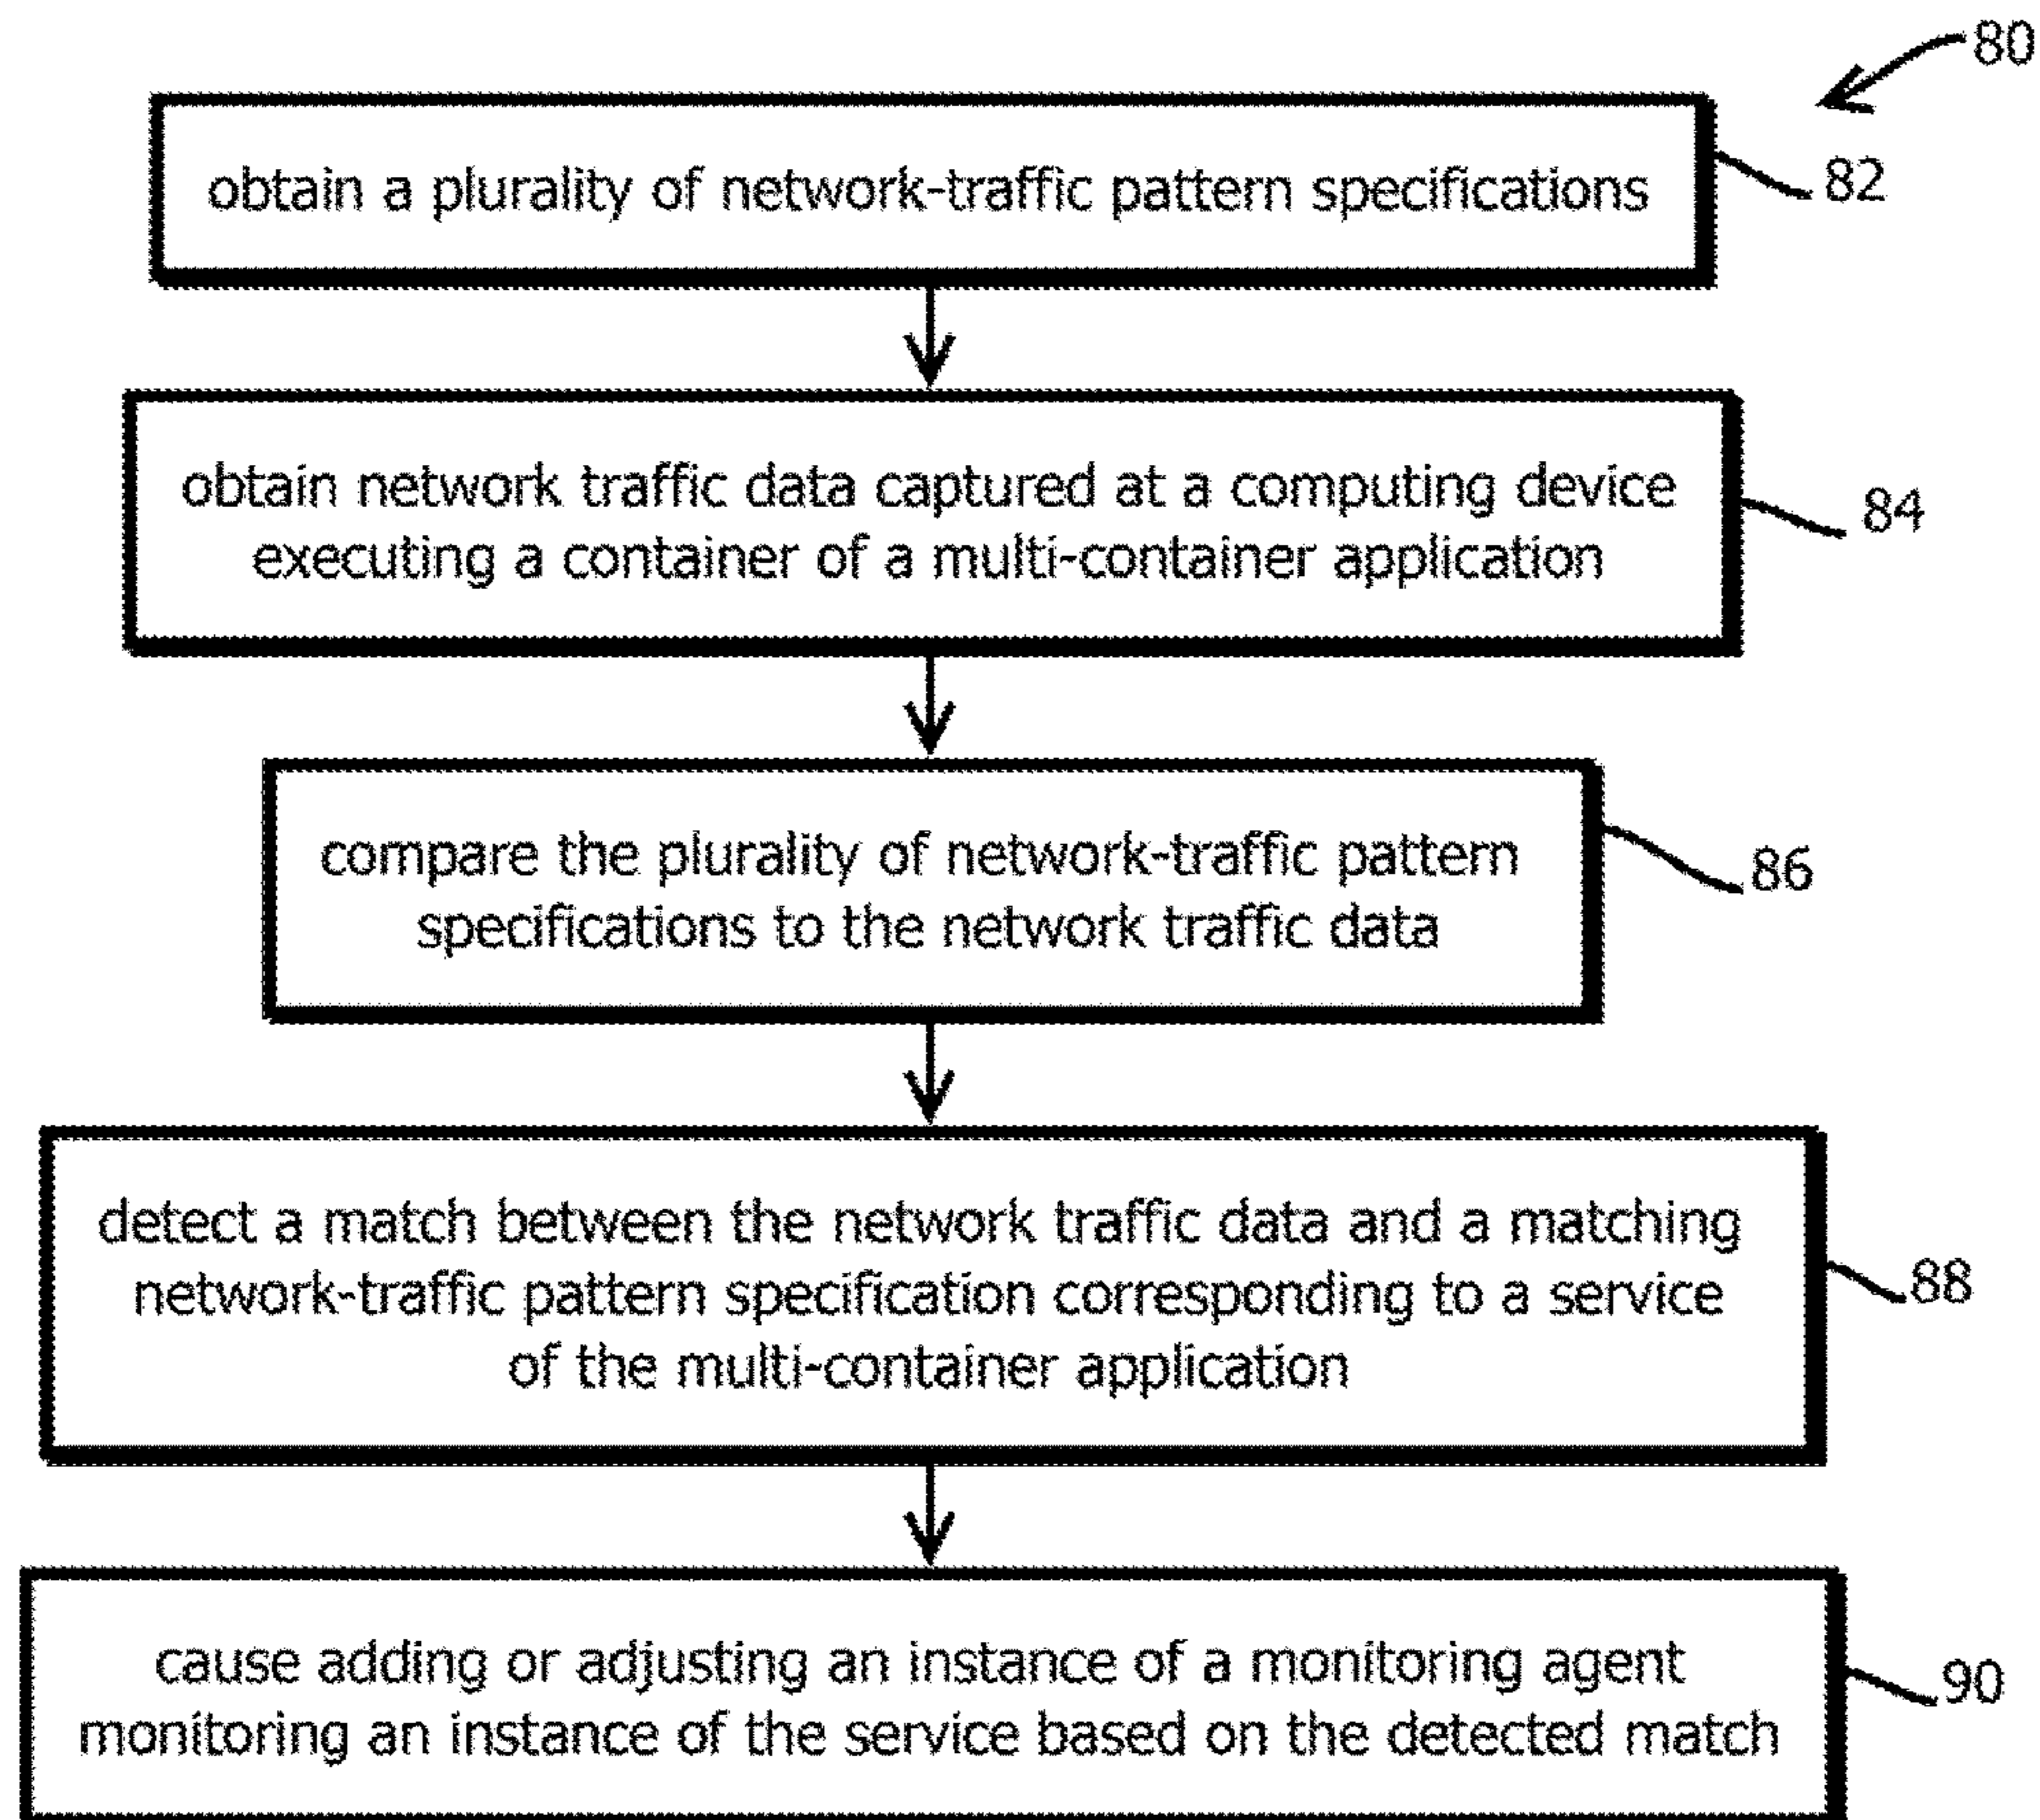 80
obtain a plurality of network-traffic pattern specifications
82
obtain network traffic data captured at a computing device
executing a container of a multi-container application
84
compare the plurality of network-traffic pattern
specifications to the network traffic data
86
detect a match between the network traffic data and a matching
network-traffic pattern specification corresponding to a service
of the multi-container application
88
cause adding or adjusting an instance of a monitoring agent
monitoring an instance of the service based on the detected match
90